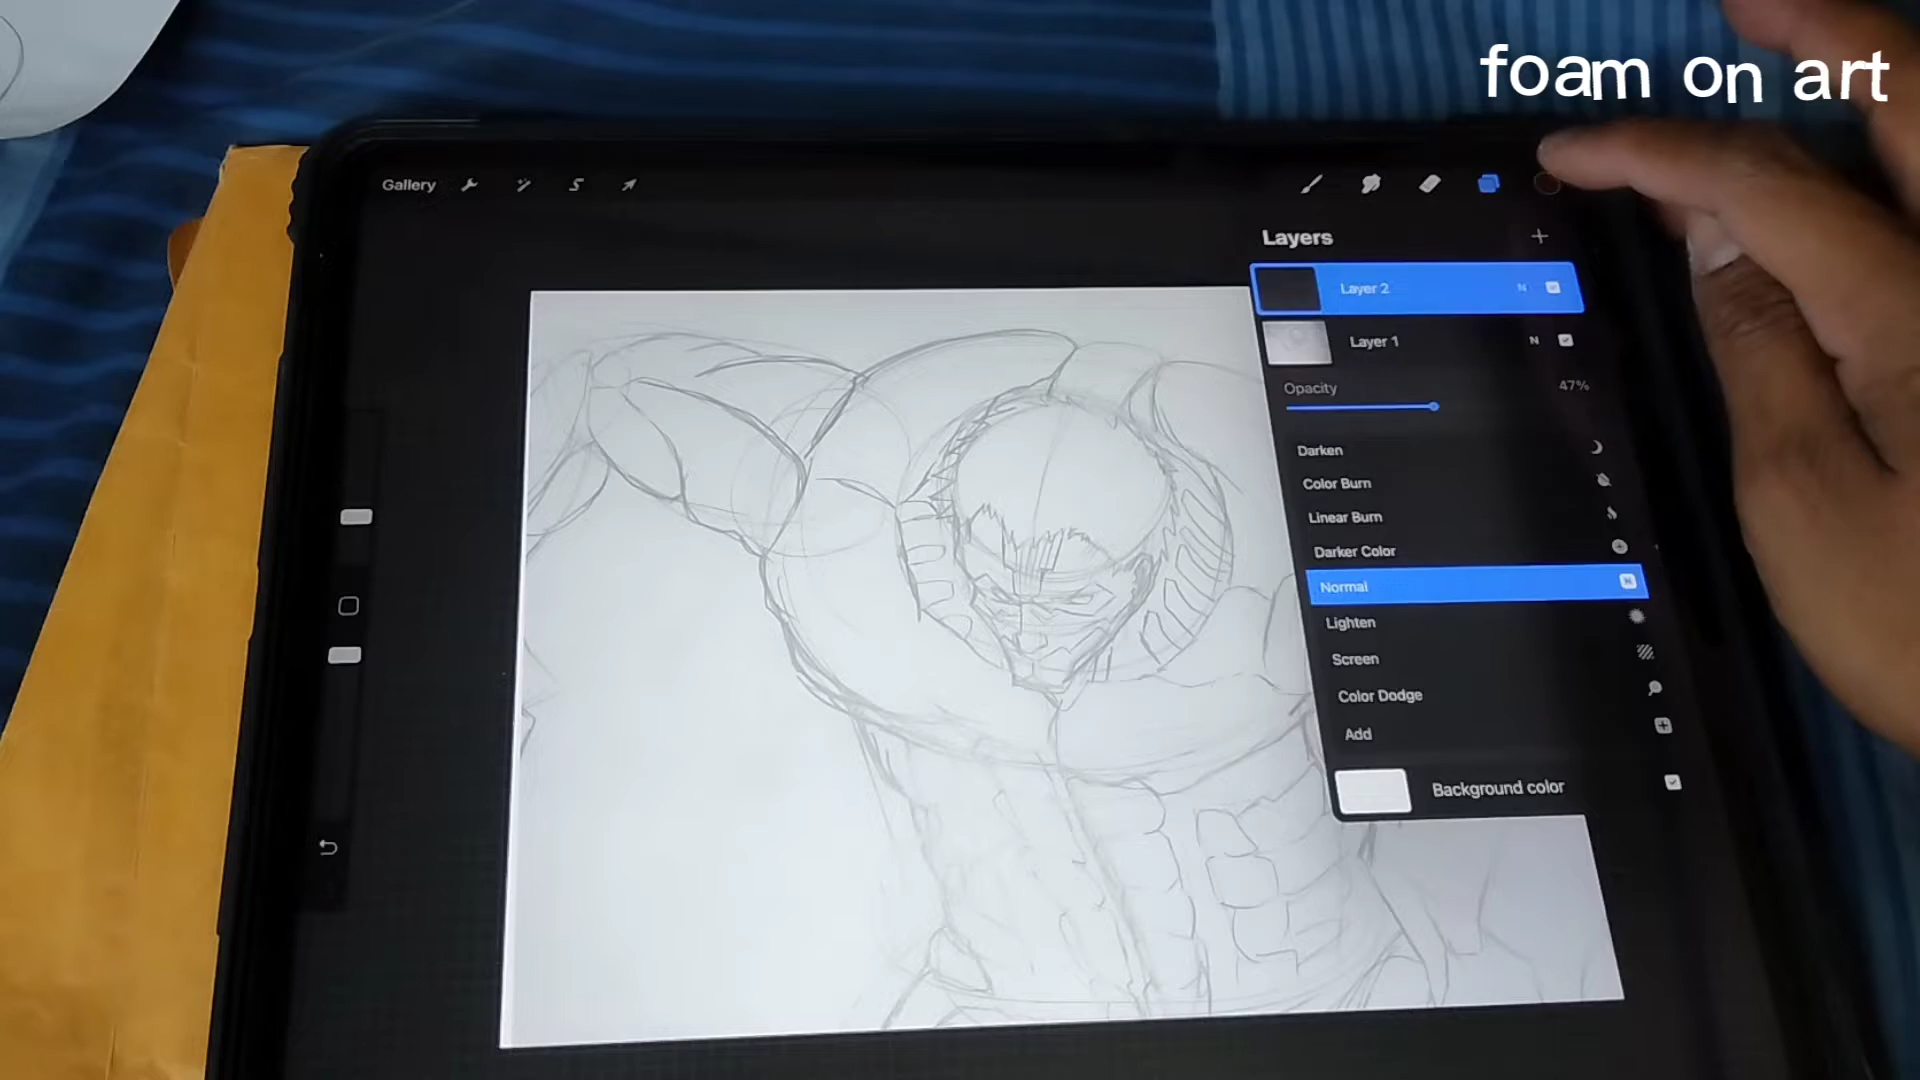 foam on art
Gallery
Layers
Layer 2 N
Layer 1 N
Opacity 47%
Darken
Color Burn
Linear Burn
Darker Color
Normal N
Lighten
Screen
Color Dodge
Add
Background color